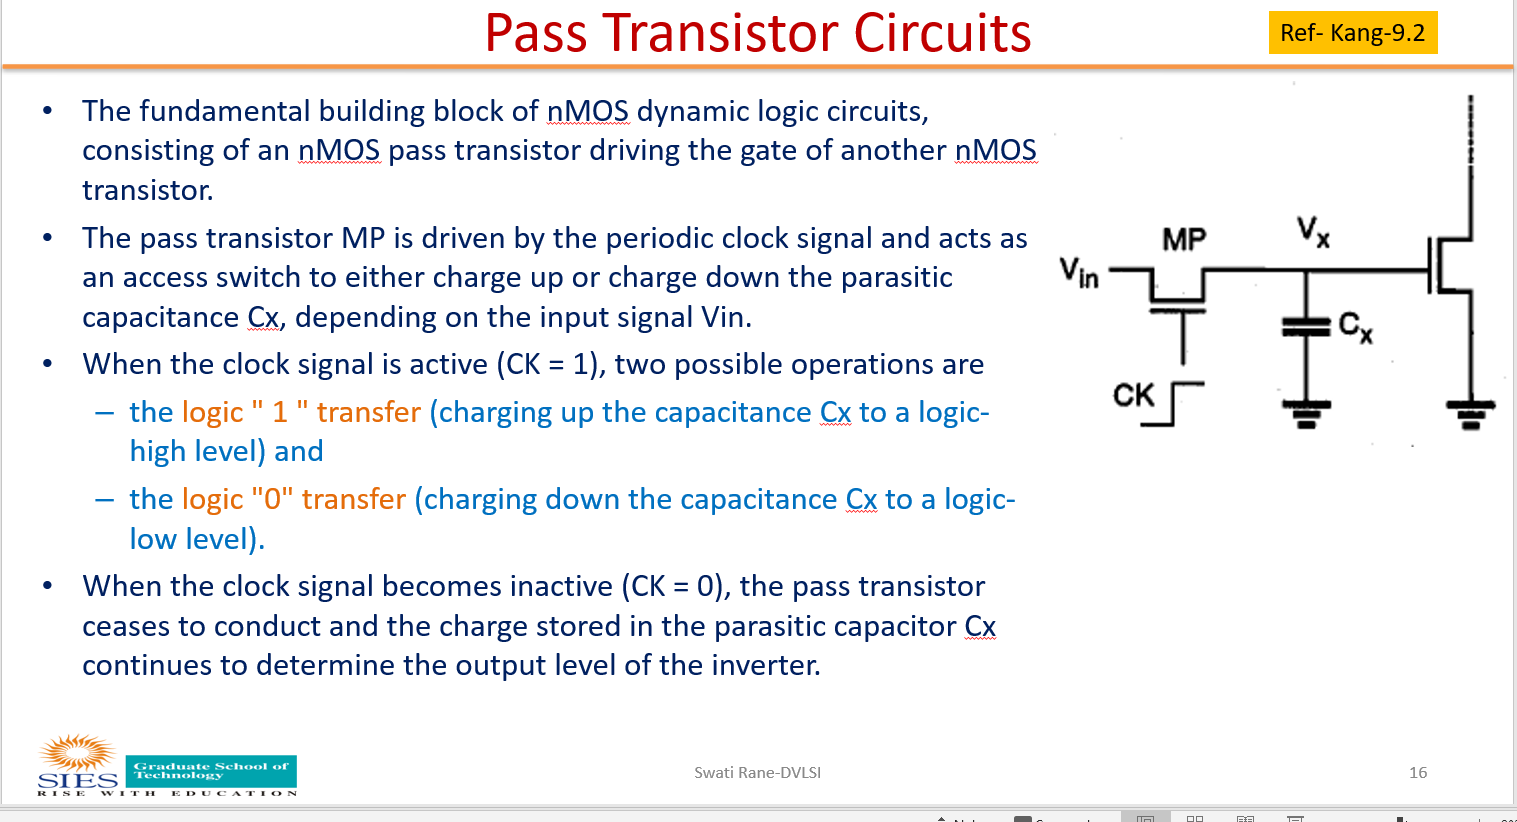 Pass Transistor Circuits
Ref- Kang-9.2
• The fundamental building block of nMOS dynamic logic circuits,
consisting of an nMOS pass transistor driving the gate of another nMOS
transistor.
• The pass transistor MP is driven by the periodic clock signal and acts as
an access switch to either charge up or charge down the parasitic
capacitance Cx, depending on the input signal Vin.
• When the clock signal is active (CK = 1), two possible operations are
– the logic " 1 " transfer (charging up the capacitance Cx to a logic-
high level) and
– the logic "0" transfer (charging down the capacitance Cx to a logic-
low level).
• When the clock signal becomes inactive (CK = 0), the pass transistor
ceases to conduct and the charge stored in the parasitic capacitor Cx
continues to determine the output level of the inverter.
MP
Vx
Vin
Cx
CK
SIES
Graduate School of
Technology
RISE WITH EDUCATION
Swati Rane-DVLSI
16